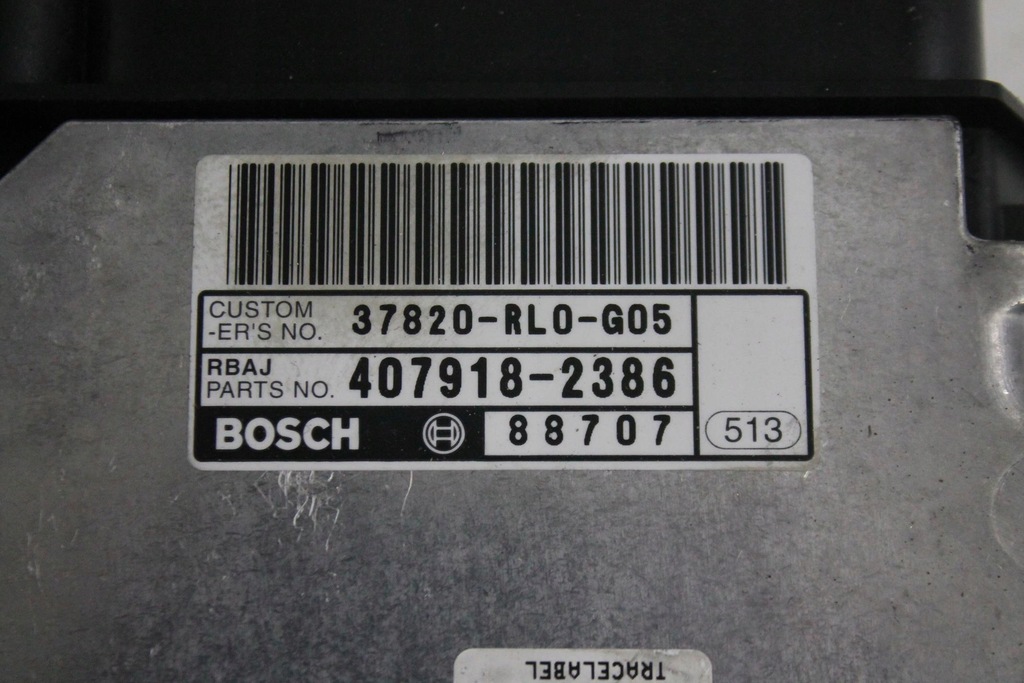 CUSTOM
-ER'S NO. 37820-RL0-G05
RBAJ
PARTS NO. 407918-2386
BOSCH 88707 513
TRACELABEL